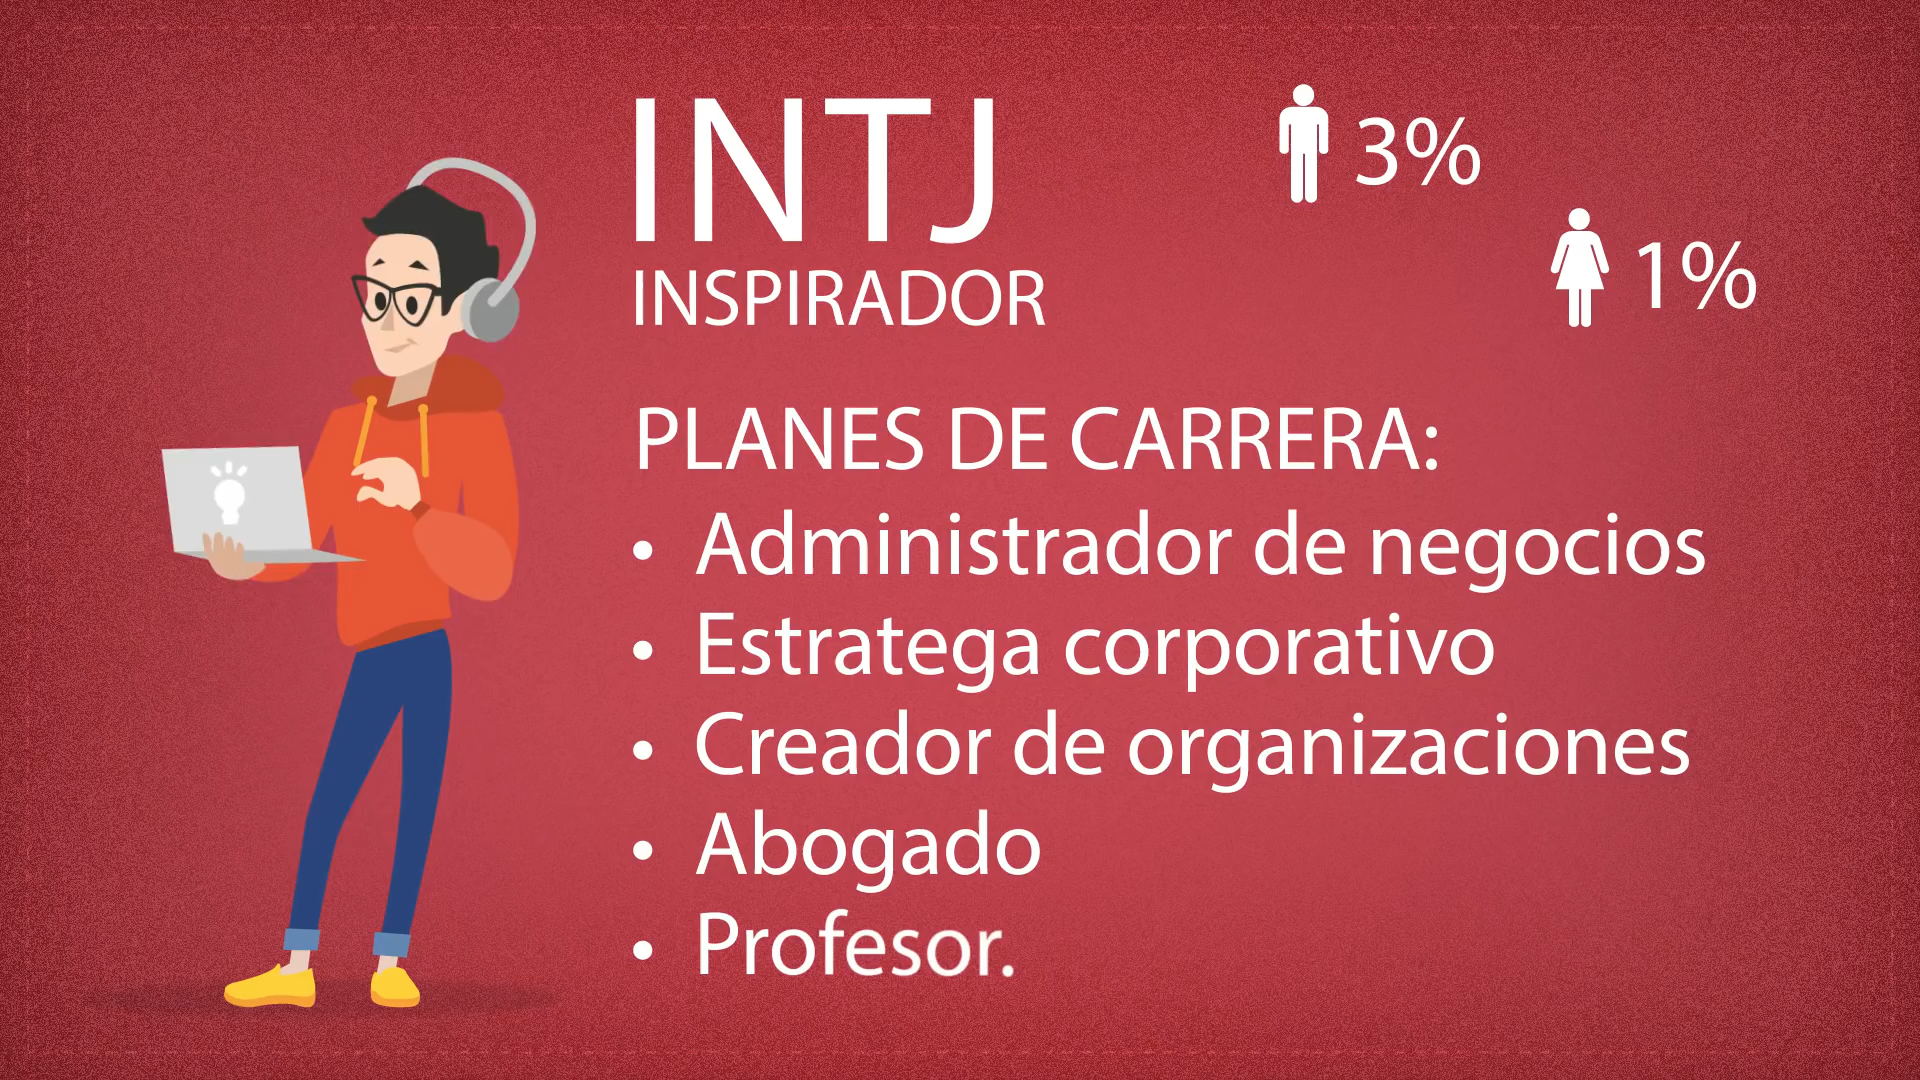 INTJ
3%
1%
INSPIRADOR
PLANES DE CARRERA:
• Administrador de negocios
• Estratega corporativo
• Creador de organizaciones
• Abogado
• Profesor.